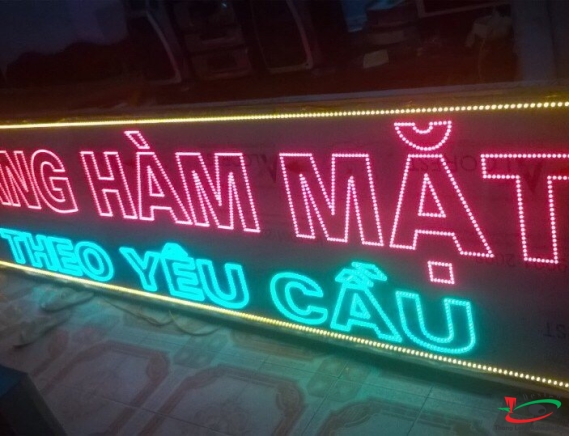 NG HÀM MẶT
THEO YÊU CẦU